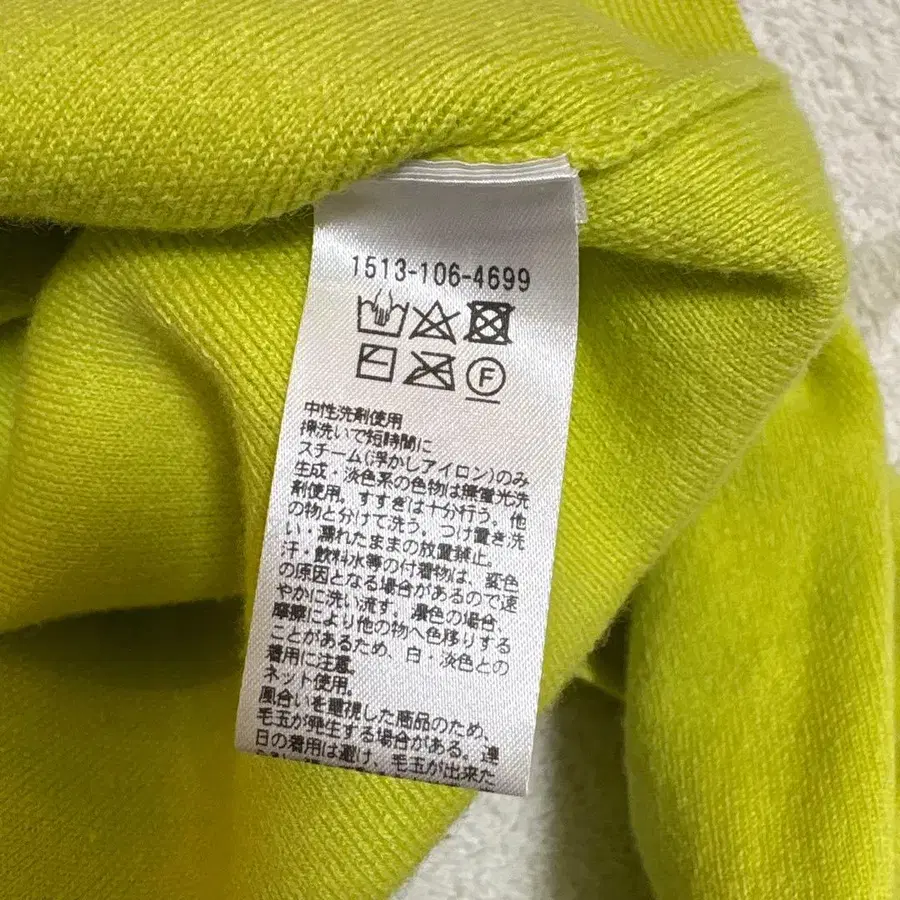 1513-106-4699
F
中性洗剤使用
押洗いで短時間に
スチーム(浮かしアイロン)のみ
生成・淡色系の色物は無蛍光洗
剤使用。すすぎは十分行う。他
の物と分けて洗う。つけ置き洗
い・濡れたままの放置禁止。
汗・飲料水等の付着物は、変色
の原因となる場合があるので速
やかに洗い流す。濃色の場合、
摩擦により他の物へ色移りする
ことがあるため、白・淡色との
着用に注意。
ネット使用。
風合いを重視した商品のため、
毛玉が発生する場合がある。連
日の着用は避け、毛玉が出来た